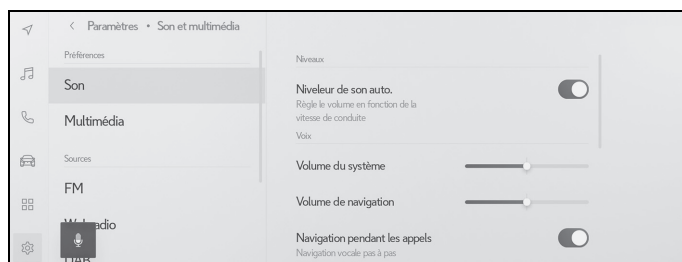 Paramètres • Son et multimédia
Préférences
Son
Multimédia
Sources
FM
DAB
Niveaux
Niveleur de son auto.
Règle le volume en fonction de la
vitesse de conduite
Voix
Volume du système
Volume de navigation
Navigation pendant les appels
Navigation vocale pas à pas